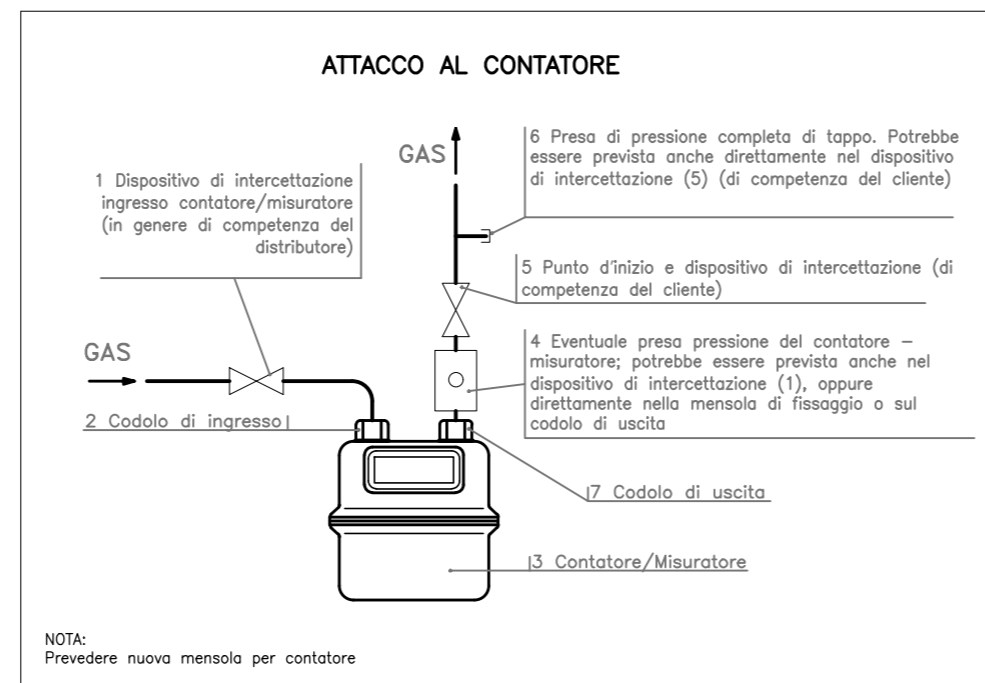 ATTACCO AL CONTATORE
1 Dispositivo di intercettazione
ingresso contatore/misuratore
(in genere di competenza del
distributore)
GAS
6 Presa di pressione completa di tappo. Potrebbe
essere prevista anche direttamente nel dispositivo
di intercettazione (5) (di competenza del cliente)
5 Punto d'inizio e dispositivo di intercettazione (di
competenza del cliente)
GAS
4 Eventuale presa pressione del contatore –
misuratore; potrebbe essere prevista anche nel
dispositivo di intercettazione (1), oppure
direttamente nella mensola di fissaggio o sul
codolo di uscita
2 Codolo di ingresso
7 Codolo di uscita
3 Contatore/Misuratore
NOTA:
Prevedere nuova mensola per contatore